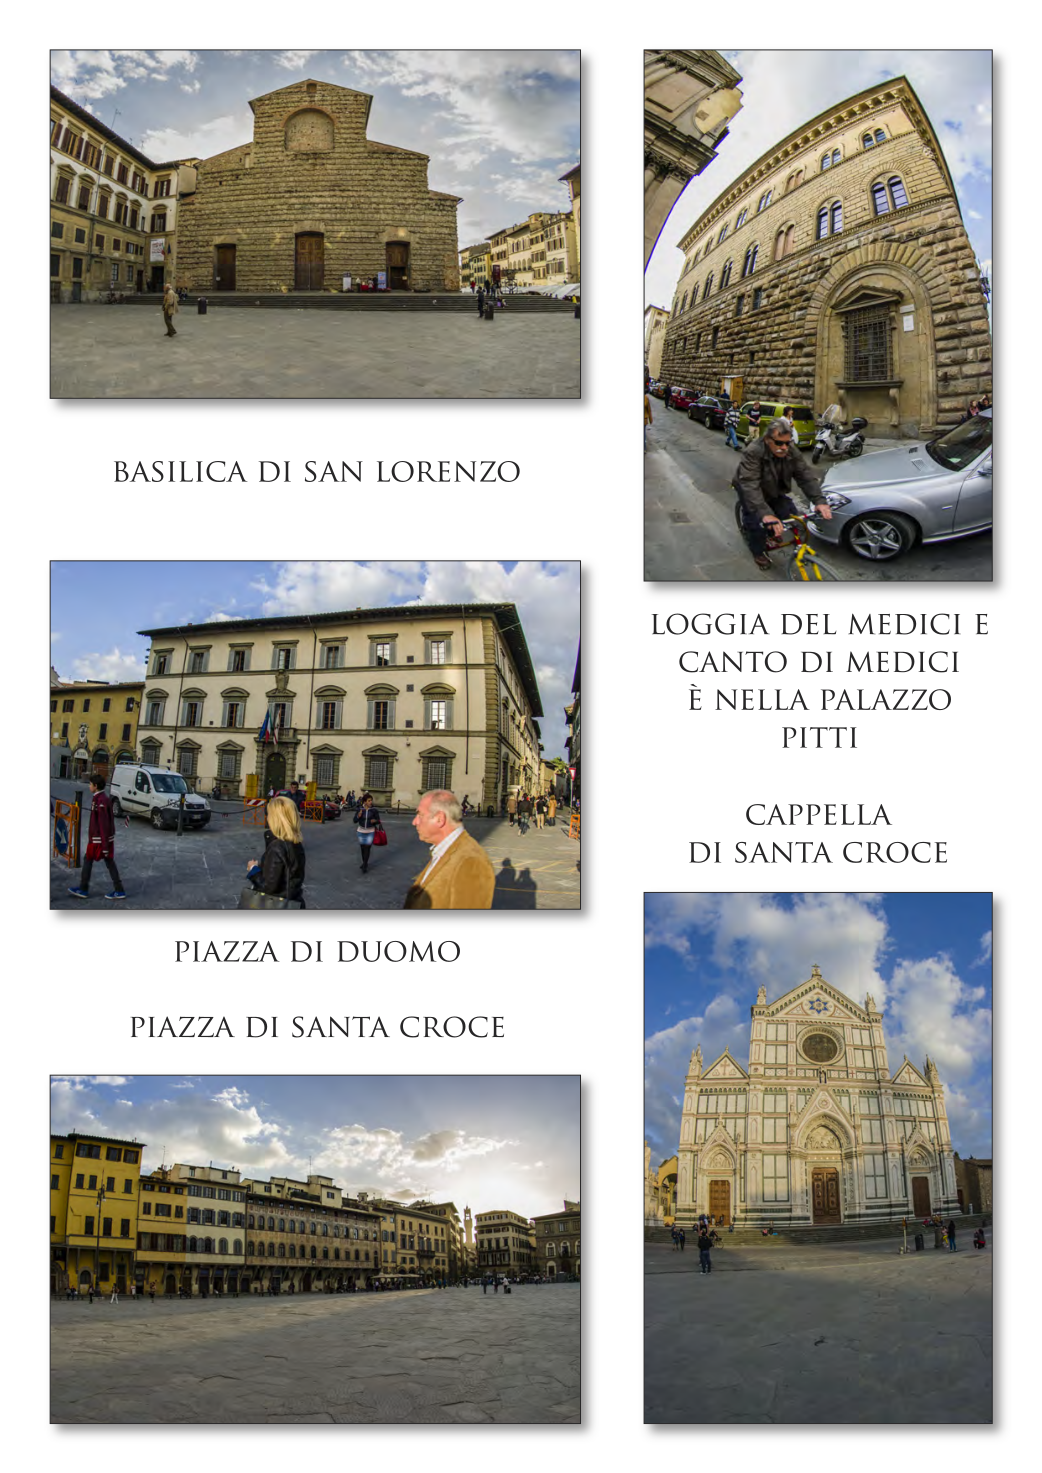 BASILICA DI SAN LORENZO
LOGGIA DEL MEDICI E
CANTO DI MEDICI
È NELLA PALAZZO
PITTI
PIAZZA DI DUOMO
PIAZZA DI SANTA CROCE
CAPPELLA
DI SANTA CROCE